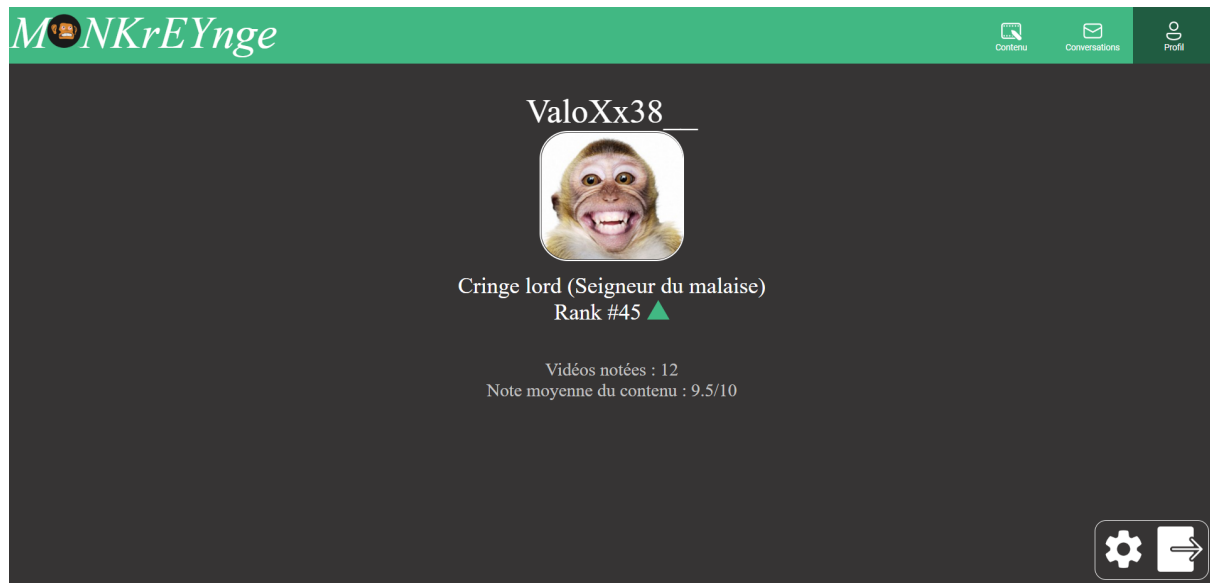 M NKrEYnge
Contenu
Conversations
Profil
ValoXx38__
Cringe lord (Seigneur du malaise)
Rank #45
Vidéos notées : 12
Note moyenne du contenu : 9.5/10